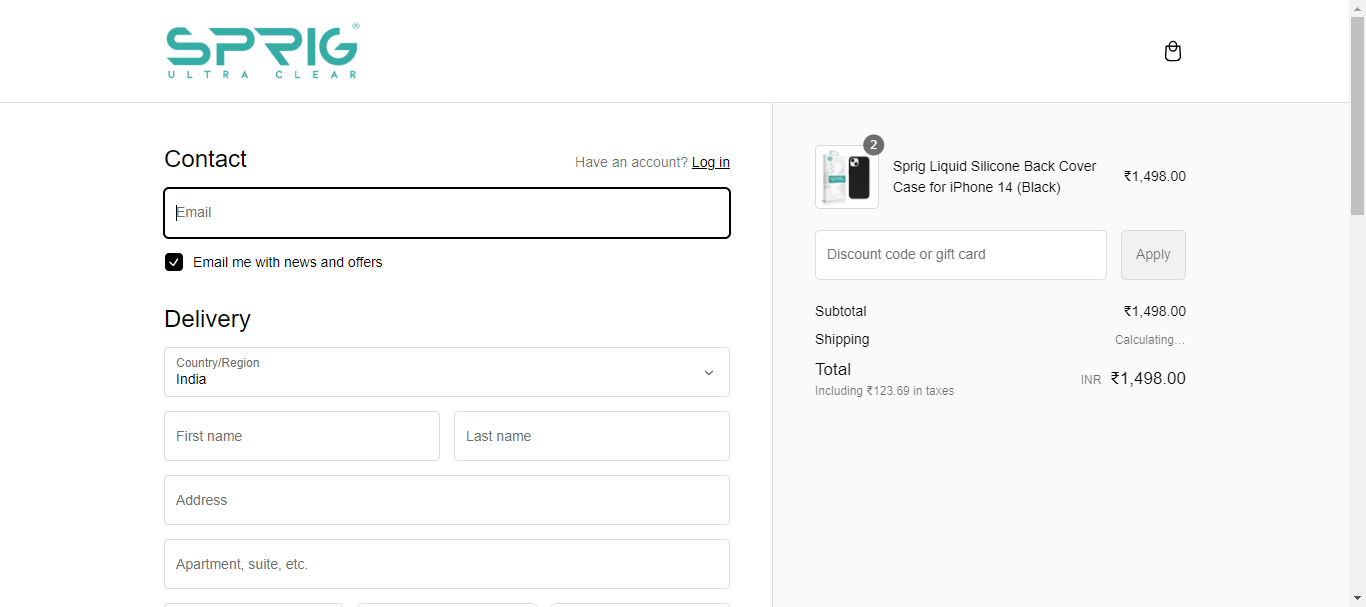 SPRIG®
ULTRA CLEAR
Contact
Have an account? Log in
Email
Email me with news and offers
Delivery
Country/Region
India
First name
Last name
Address
Apartment, suite, etc.
2
Sprig Liquid Silicone Back Cover
Case for iPhone 14 (Black)
₹1,498.00
Discount code or gift card
Apply
Subtotal
₹1,498.00
Shipping
Calculating...
Total
Including ₹123.69 in taxes
INR ₹1,498.00